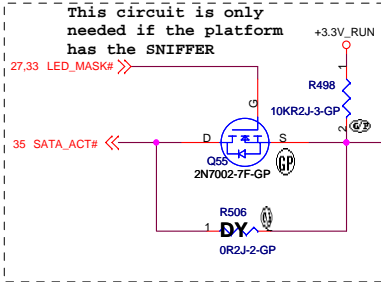 This circuit is only
needed if the platform
has the SNIFFER
+3.3V_RUN
27,33 LED_MASK#
1
R498
10KR2J-3-GP
2
G
35 SATA_ACT#
D
S
Q55
2N7002-7F-GP
GP
R506
1
DY
0R2J-2-GP